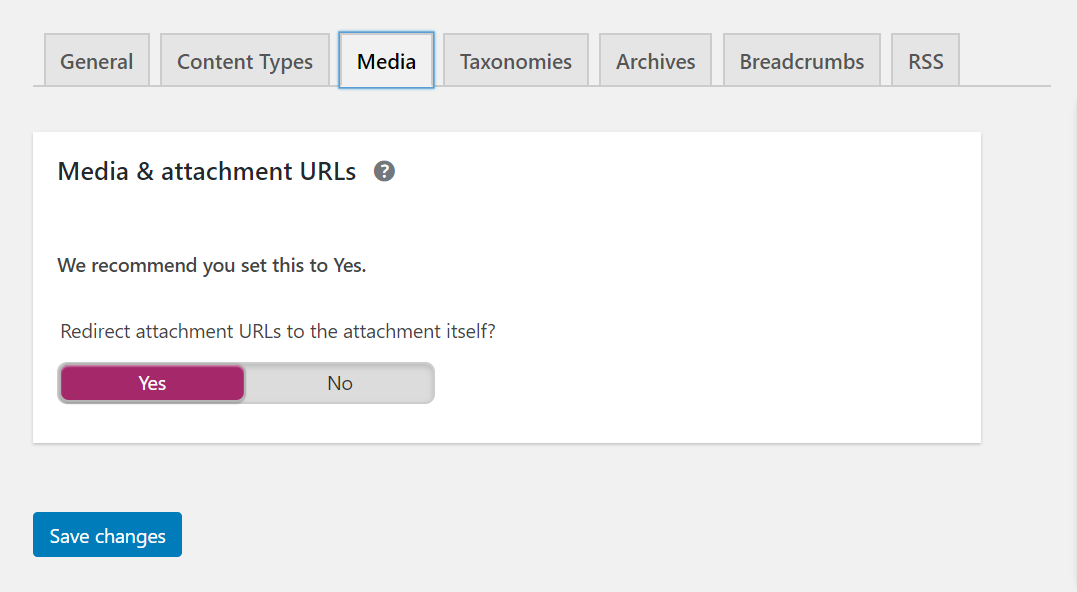 General Content Types Media Taxonomies Archives Breadcrumbs RSS
Media & attachment URLs ?
We recommend you set this to Yes.
Redirect attachment URLs to the attachment itself?
Yes No
Save changes